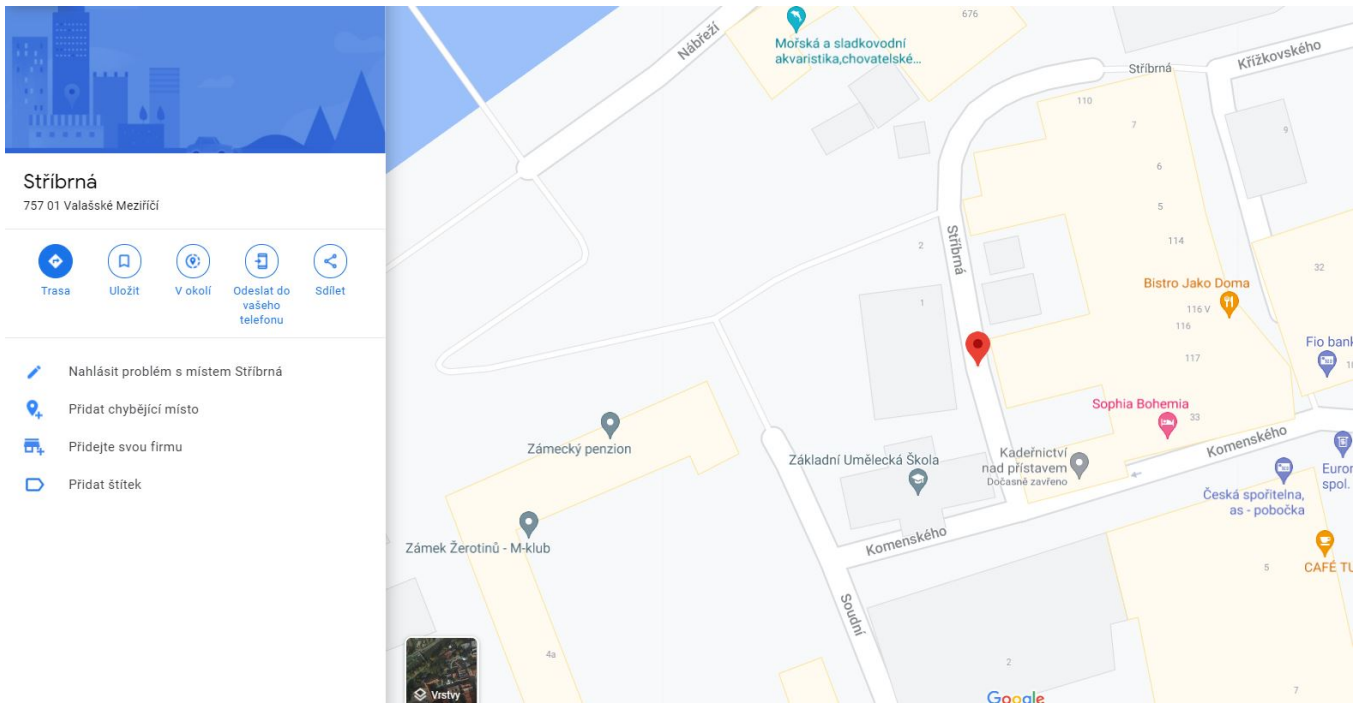 Stříbrná
757 01 Valašské Meziříčí
Trasa
Uložit
V okolí
Odeslat do
vašeho
telefonu
Sdílet
Nahlásit problém s místem Stříbrná
Přidat chybějící místo
Přidejte svou firmu
Přidat štítek
676
Nábřeží
Mořská a sladkovodní
akvaristika,chovatelské...
Stříbrná
Křížkovského
110
7
9
6
5
2
Stříbrná
114
32
Bistro Jako Doma
1
116 V
116
Fio bank
117
Sophia Bohemia
33
Zámecký penzion
Základní Umělecká Škola
Kadeřnictví
nad přístavem
Dočasně zavřeno
Komenského
Česká spořitelna,
as - pobočka
Euron
spol.
Zámek Žerotínů - M-klub
Komenského
CAFÉ TU
5
Soudní
4a
2
7
Vrstvy
Google